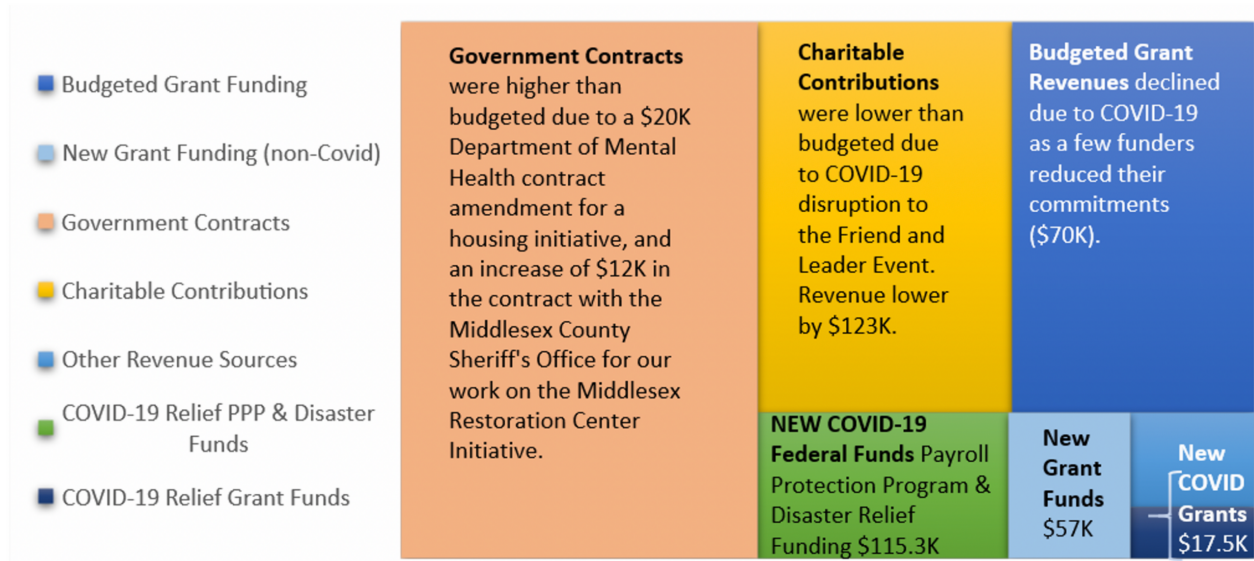 Budgeted Grant Funding
New Grant Funding (non-Covid)
Government Contracts
Charitable Contributions
Other Revenue Sources
COVID-19 Relief PPP & Disaster
Funds
COVID-19 Relief Grant Funds
Government Contracts
were higher than
budgeted due to a $20K
Department of Mental
Health contract
amendment for a
housing initiative, and
an increase of $12K in
the contract with the
Middlesex County
Sheriff's Office for our
work on the Middlesex
Restoration Center
Initiative.
Charitable
Contributions
were lower than
budgeted due
to COVID-19
disruption to
the Friend and
Leader Event.
Revenue lower
by $123K.
Budgeted Grant
Revenues declined
due to COVID-19
as a few funders
reduced their
commitments
($70K).
NEW COVID-19
Federal Funds Payroll
Protection Program &
Disaster Relief
Funding $115.3K
New
Grant
Funds
$57K
New
COVID
Grants
$17.5K